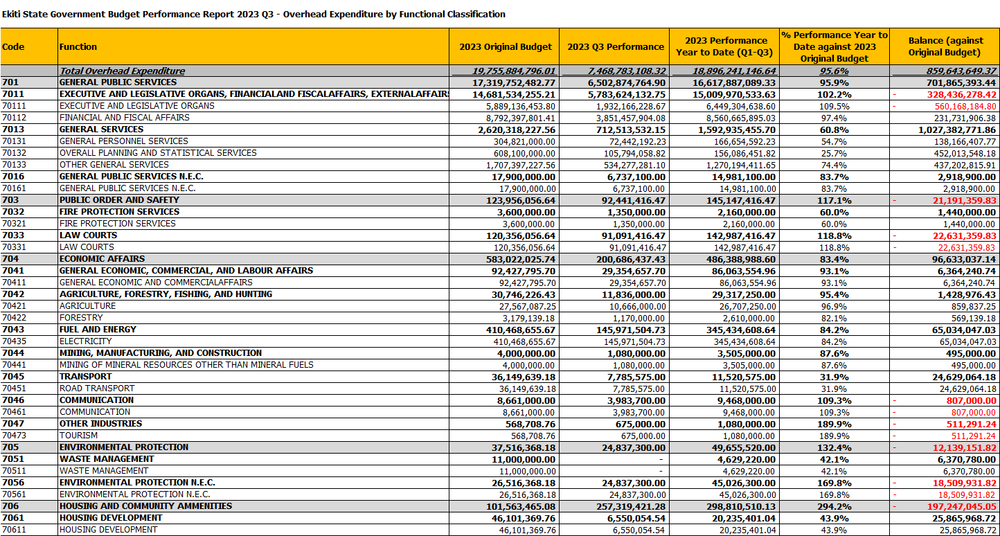 Ekiti State Government Budget Performance Report 2023 Q3 - Overhead Expenditure by Functional Classification
Code Function 2023 Original Budget 2023 Q3 Performance 2023 Performance Year to Date (Q1-Q3) % Performance Year to Date against 2023 Original Budget Balance (against Original Budget)
Total Overhead Expenditure 19,755,884,796.01 7,468,783,108.32 18,896,241,146.64 95.6% 859,643,649.37
701 GENERAL PUBLIC SERVICES 17,319,752,482.77 6,502,874,764.90 16,617,887,089.33 95.9% 701,865,393.44
7011 EXECUTIVE AND LEGISLATIVE ORGANS, FINANCIALAND FISCALAFFAIRS, EXTERNALAFFAIRS 14,681,534,255.21 5,783,624,132.75 15,009,970,533.63 102.2% - 328,436,278.42
70111 EXECUTIVE AND LEGISLATIVE ORGANS 5,889,136,453.80 1,932,166,228.67 6,449,304,638.60 109.5% - 560,168,184.80
70112 FINANCIAL AND FISCAL AFFAIRS 8,792,397,801.41 3,851,457,904.08 8,560,665,895.03 97.4% 231,731,906.38
7013 GENERAL SERVICES 2,620,318,227.56 712,513,532.15 1,592,935,455.70 60.8% 1,027,382,771.86
70131 GENERAL PERSONNEL SERVICES 304,821,000.00 72,442,192.23 166,654,592.23 54.7% 138,166,407.77
70132 OVERALL PLANNING AND STATISTICAL SERVICES 608,100,000.00 105,794,058.82 156,086,451.82 25.7% 452,013,548.18
70133 OTHER GENERAL SERVICES 1,707,397,227.56 534,277,281.10 1,270,194,411.65 74.4% 437,202,815.91
7016 GENERAL PUBLIC SERVICES N.E.C. 17,900,000.00 6,737,100.00 14,981,100.00 83.7% 2,918,900.00
70161 GENERAL PUBLIC SERVICES N.E.C. 17,900,000.00 6,737,100.00 14,981,100.00 83.7% 2,918,900.00
703 PUBLIC ORDER AND SAFETY 123,956,056.64 92,441,416.47 145,147,416.47 117.1% - 21,191,359.83
7032 FIRE PROTECTION SERVICES 3,600,000.00 1,350,000.00 2,160,000.00 60.0% 1,440,000.00
70321 FIRE PROTECTION SERVICES 3,600,000.00 1,350,000.00 2,160,000.00 60.0% 1,440,000.00
7033 LAW COURTS 120,356,056.64 91,091,416.47 142,987,416.47 118.8% - 22,631,359.83
70331 LAW COURTS 120,356,056.64 91,091,416.47 142,987,416.47 118.8% - 22,631,359.83
704 ECONOMIC AFFAIRS 583,022,025.74 200,686,437.43 486,388,988.60 83.4% 96,633,037.14
7041 GENERAL ECONOMIC, COMMERCIAL, AND LABOUR AFFAIRS 92,427,795.70 29,354,657.70 86,063,554.96 93.1% 6,364,240.74
70411 GENERAL ECONOMIC AND COMMERCIALAFFAIRS 92,427,795.70 29,354,657.70 86,063,554.96 93.1% 6,364,240.74
7042 AGRICULTURE, FORESTRY, FISHING, AND HUNTING 30,746,226.43 11,836,000.00 29,317,250.00 95.4% 1,428,976.43
70421 AGRICULTURE 27,567,087.25 10,666,000.00 26,707,250.00 96.9% 859,837.25
70422 FORESTRY 3,179,139.18 1,170,000.00 2,610,000.00 82.1% 569,139.18
7043 FUEL AND ENERGY 410,468,655.67 145,971,504.73 345,434,608.64 84.2% 65,034,047.03
70435 ELECTRICITY 410,468,655.67 145,971,504.73 345,434,608.64 84.2% 65,034,047.03
7044 MINING, MANUFACTURING, AND CONSTRUCTION 4,000,000.00 1,080,000.00 3,505,000.00 87.6% 495,000.00
70441 MINING OF MINERAL RESOURCES OTHER THAN MINERAL FUELS 4,000,000.00 1,080,000.00 3,505,000.00 87.6% 495,000.00
7045 TRANSPORT 36,149,639.18 7,785,575.00 11,520,575.00 31.9% 24,629,064.18
70451 ROAD TRANSPORT 36,149,639.18 7,785,575.00 11,520,575.00 31.9% 24,629,064.18
7046 COMMUNICATION 8,661,000.00 3,983,700.00 9,468,000.00 109.3% - 807,000.00
70461 COMMUNICATION 8,661,000.00 3,983,700.00 9,468,000.00 109.3% - 807,000.00
7047 OTHER INDUSTRIES 568,708.76 675,000.00 1,080,000.00 189.9% - 511,291.24
70473 TOURISM 568,708.76 675,000.00 1,080,000.00 189.9% - 511,291.24
705 ENVIRONMENTAL PROTECTION 37,516,368.18 24,837,300.00 49,655,520.00 132.4% - 12,139,151.82
7051 WASTE MANAGEMENT 11,000,000.00 - 4,629,220.00 42.1% 6,370,780.00
70511 WASTE MANAGEMENT 11,000,000.00 - 4,629,220.00 42.1% 6,370,780.00
7056 ENVIRONMENTAL PROTECTION N.E.C. 26,516,368.18 24,837,300.00 45,026,300.00 169.8% - 18,509,931.82
70561 ENVIRONMENTAL PROTECTION N.E.C. 26,516,368.18 24,837,300.00 45,026,300.00 169.8% - 18,509,931.82
706 HOUSING AND COMMUNITY AMMENITIES 101,563,465.08 257,319,421.28 298,810,510.13 294.2% - 197,247,045.05
7061 HOUSING DEVELOPMENT 46,101,369.76 6,550,054.54 20,235,401.04 43.9% 25,865,968.72
70611 HOUSING DEVELOPMENT 46,101,369.76 6,550,054.54 20,235,401.04 43.9% 25,865,968.72